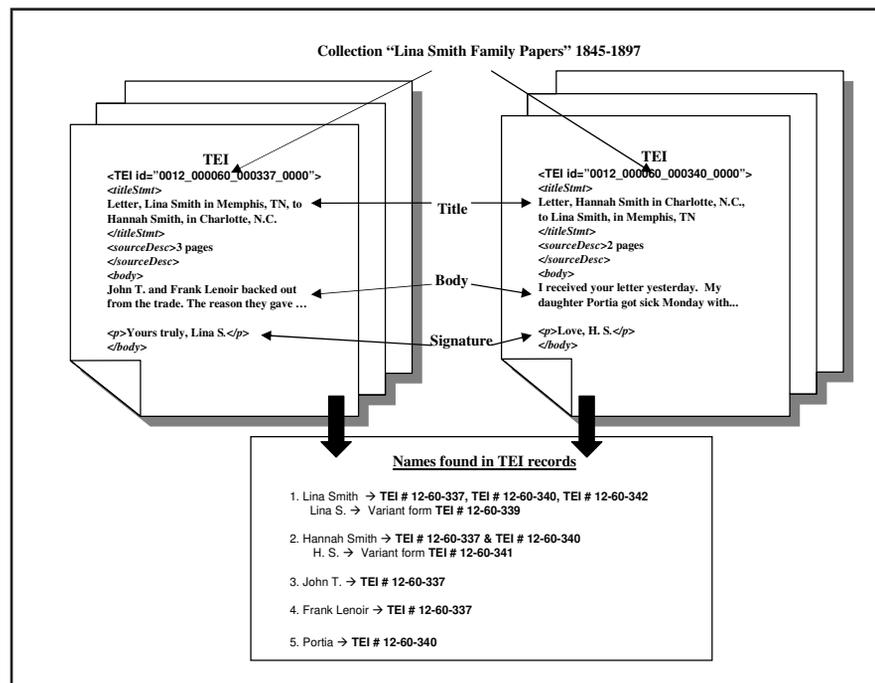 Collection “Lina Smith Family Papers” 1845-1897
TEI
<TEI id=”0012_000060_000337_0000”>
<titleStmt>
Letter, Lina Smith in Memphis, TN, to
Hannah Smith, in Charlotte, N.C.
</titleStmt>
<sourceDesc>3 pages
</sourceDesc>
<body>
John T. and Frank Lenoir backed out
from the trade. The reason they gave …
<p>Yours truly, Lina S.</p>
</body>
Title
Body
Signature
TEI
<TEI id=”0012_000060_000340_0000”>
<titleStmt>
Letter, Hannah Smith in Charlotte, N.C.,
to Lina Smith, in Memphis, TN
</titleStmt>
<sourceDesc>2 pages
</sourceDesc>
<body>
I received your letter yesterday. My
daughter Portia got sick Monday with...
<p>Love, H. S.</p>
</body>
Names found in TEI records
1. Lina Smith → TEI # 12-60-337, TEI # 12-60-340, TEI # 12-60-342
Lina S. → Variant form TEI # 12-60-339
2. Hannah Smith → TEI # 12-60-337 & TEI # 12-60-340
H. S. → Variant form TEI # 12-60-341
3. John T. → TEI # 12-60-337
4. Frank Lenoir → TEI # 12-60-337
5. Portia → TEI # 12-60-340